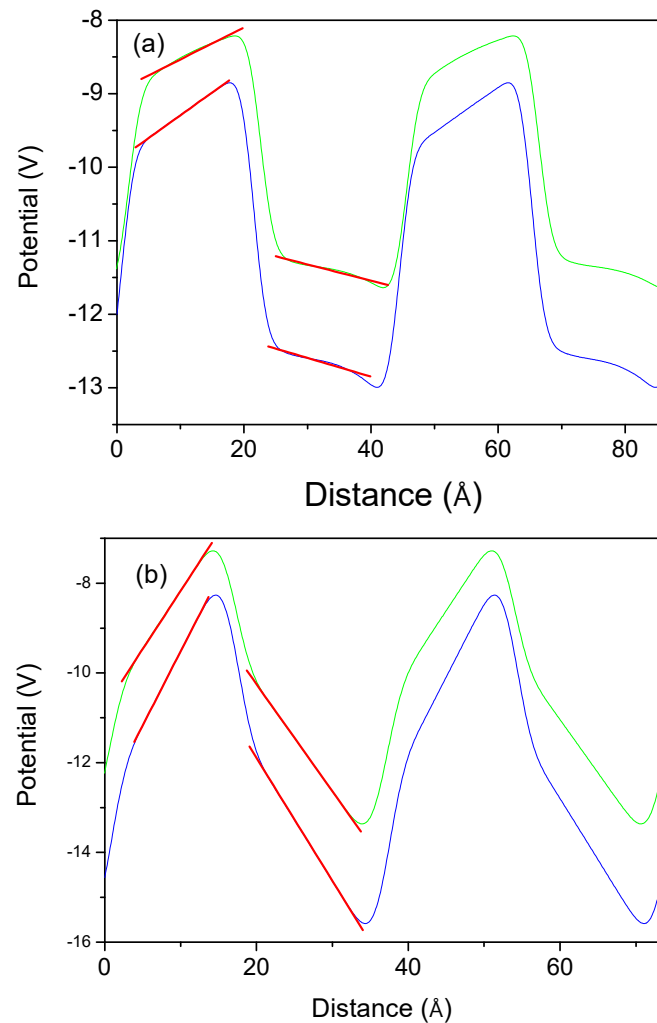 (a)
-8
-9
-10
-11
-12
-13
Potential (V)
0 20 40 60 80
Distance (Å)
(b)
-8
-10
-12
-14
-16
Potential (V)
0 20 40 60
Distance (Å)